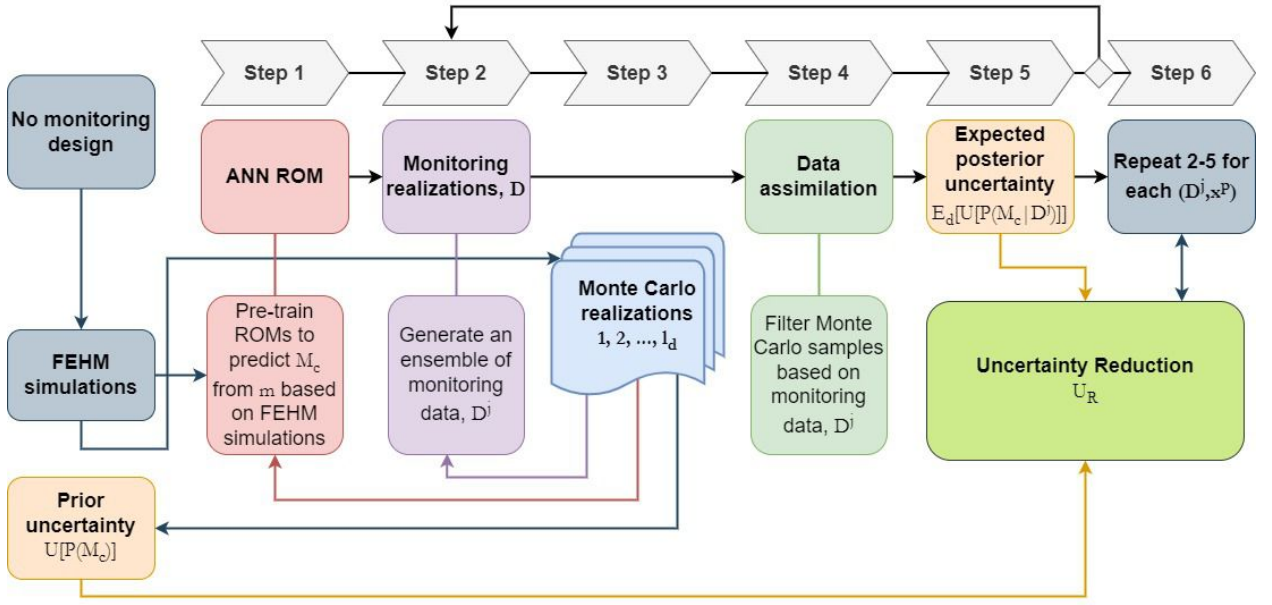 Step 1
Step 2
Step 3
Step 4
Step 5
Step 6
No monitoring
design
ANN ROM
Monitoring
realizations, D
Data
assimilation
Expected
posterior
uncertainty
E_d[U[P(M_c|D^j)]]
Repeat 2-5 for
each (D^j,x^p)
FEHM
simulations
Pre-train
ROMs to
predict M_c
from m based
on FEHM
simulations
Generate an
ensemble of
monitoring
data, D^j
Monte Carlo
realizations
1, 2, ..., l_d
Filter Monte
Carlo samples
based on
monitoring
data, D^j
Uncertainty Reduction
U_R
Prior
uncertainty
U[P(M_c)]